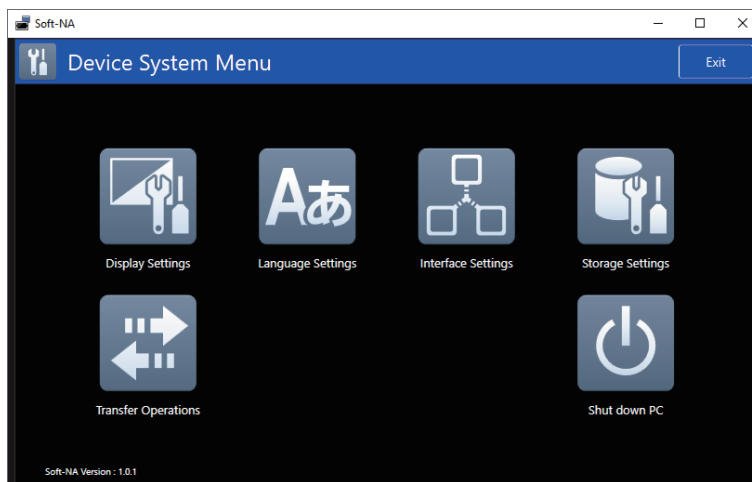 Soft-NA
Device System Menu
Exit
Aあ
Display Settings
Language Settings
Interface Settings
Storage Settings
Transfer Operations
Shut down PC
Soft-NA Version : 1.0.1